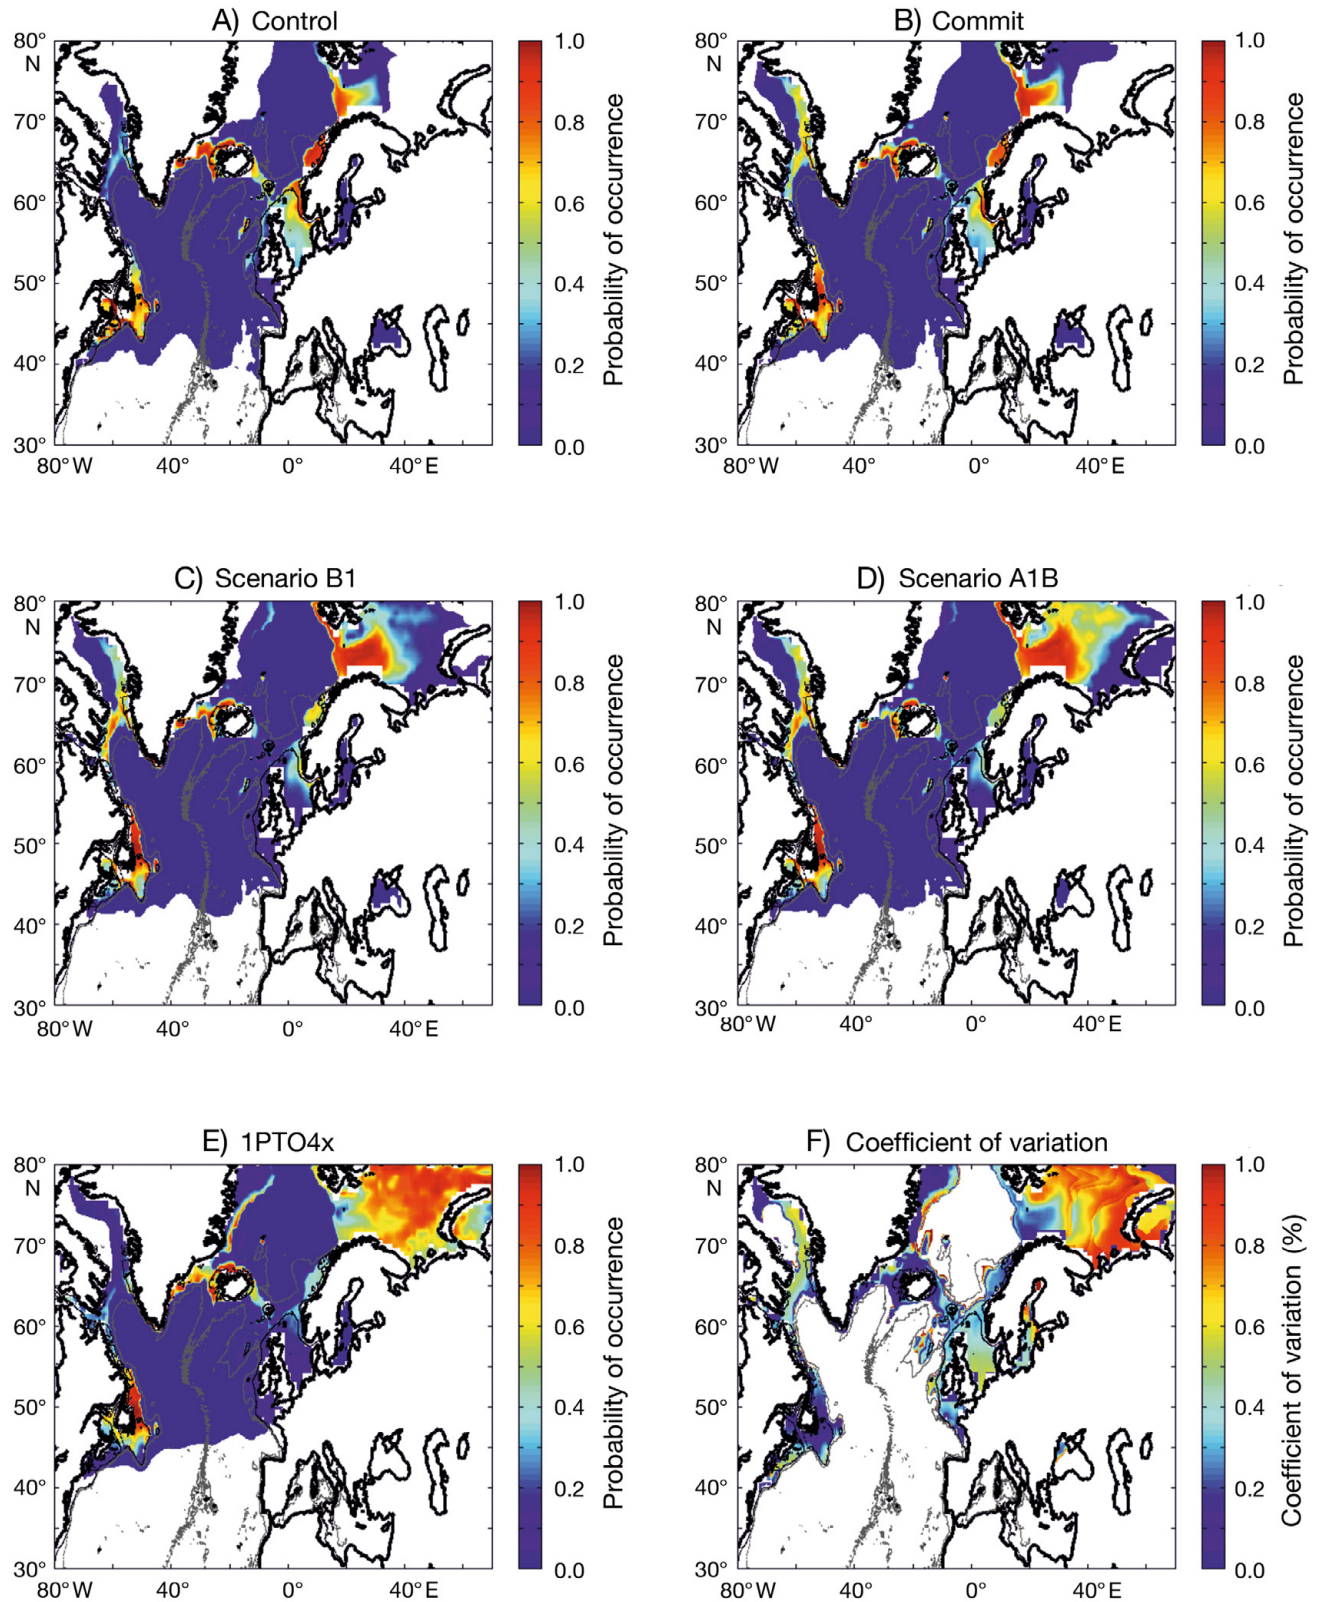 A) Control
B) Commit
80°
N
70°
60°
50°
40°
30°
80°W
40°
0°
40°E
1.0
0.8
0.6
0.4
0.2
0.0
Probability of occurrence
80°
N
70°
60°
50°
40°
30°
80°W
40°
0°
40°E
1.0
0.8
0.6
0.4
0.2
0.0
Probability of occurrence
C) Scenario B1
D) Scenario A1B
80°
N
70°
60°
50°
40°
30°
80°W
40°
0°
40°E
1.0
0.8
0.6
0.4
0.2
0.0
Probability of occurrence
80°
N
70°
60°
50°
40°
30°
80°W
40°
0°
40°E
1.0
0.8
0.6
0.4
0.2
0.0
Probability of occurrence
E) 1PTO4x
F) Coefficient of variation
80°
N
70°
60°
50°
40°
30°
80°W
40°
0°
40°E
1.0
0.8
0.6
0.4
0.2
0.0
Probability of occurrence
80°
N
70°
60°
50°
40°
30°
80°W
40°
0°
40°E
1.0
0.8
0.6
0.4
0.2
0.0
Coefficient of variation (%)